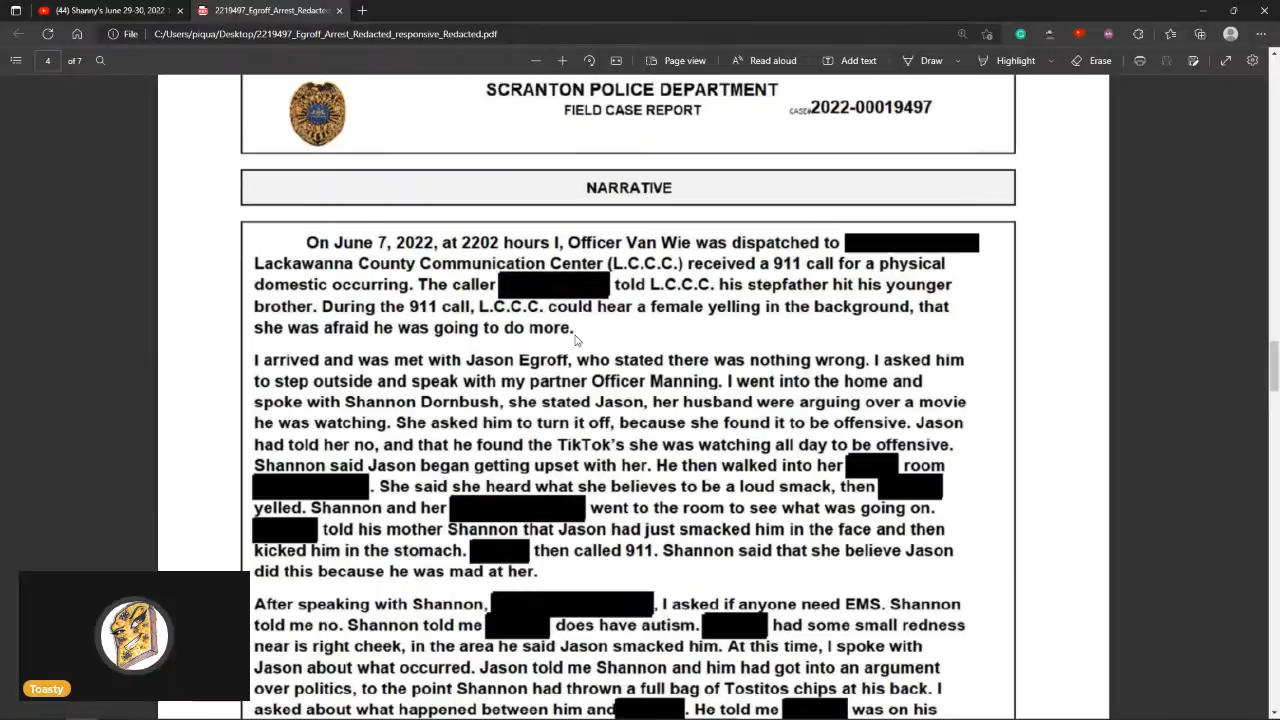 (44) Shanny's June 29-30, 2022
2219497_Egroff_Arrest_Redacted
File C:/Users/piqua/Desktop/2219497_Egroff_Arrest_Redacted_responsive_Redacted.pdf
4 of 7 Page view Read aloud Add text Draw Highlight Erase
SCRANTON POLICE DEPARTMENT
FIELD CASE REPORT
CASE# 2022-00019497
NARRATIVE
On June 7, 2022, at 2202 hours I, Officer Van Wie was dispatched to
Lackawanna County Communication Center (L.C.C.C.) received a 911 call for a physical
domestic occurring. The caller told L.C.C.C. his stepfather hit his younger
brother. During the 911 call, L.C.C.C. could hear a female yelling in the background, that
she was afraid he was going to do more.
I arrived and was met with Jason Egroff, who stated there was nothing wrong. I asked him
to step outside and speak with my partner Officer Manning. I went into the home and
spoke with Shannon Dornbush, she stated Jason, her husband were arguing over a movie
he was watching. She asked him to turn it off, because she found it to be offensive. Jason
had told her no, and that he found the TikTok's she was watching all day to be offensive.
Shannon said Jason began getting upset with her. He then walked into her room
. She said she heard what she believes to be a loud smack, then
yelled. Shannon and her went to the room to see what was going on.
told his mother Shannon that Jason had just smacked him in the face and then
kicked him in the stomach. then called 911. Shannon said that she believe Jason
did this because he was mad at her.
After speaking with Shannon, , I asked if anyone need EMS. Shannon
told me no. Shannon told me does have autism. had some small redness
near is right cheek, in the area he said Jason smacked him. At this time, I spoke with
Jason about what occurred. Jason told me Shannon and him had got into an argument
over politics, to the point Shannon had thrown a full bag of Tostitos chips at his back. I
asked about what happened between him and . He told me was on his
Toasty